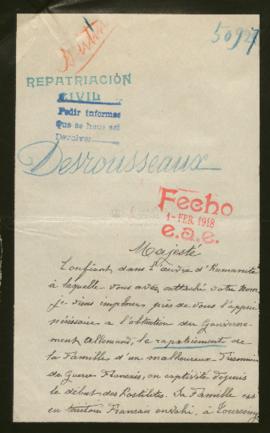 50927
REPATRIACIÓN
CIVIL
Pedir informes
Que se haga así
Devolver
Desrousseaux
Fecho
1-FEB. 1918
e.a.e.
Majesté
Confiant, dans l'Œuvre d'Humanité
à laquelle vous avez attaché votre Nom,
je viens implorer près de vous l'appui
nécessaire à l'obtention du Gouverne-
ment Allemand, le rapatriement de
la Famille d'un malheureux Prisonnier
de Guerre Français, en captivité depuis
le début des hostilités. Sa Famille est
en territoire Français envahi, à Tourcoing